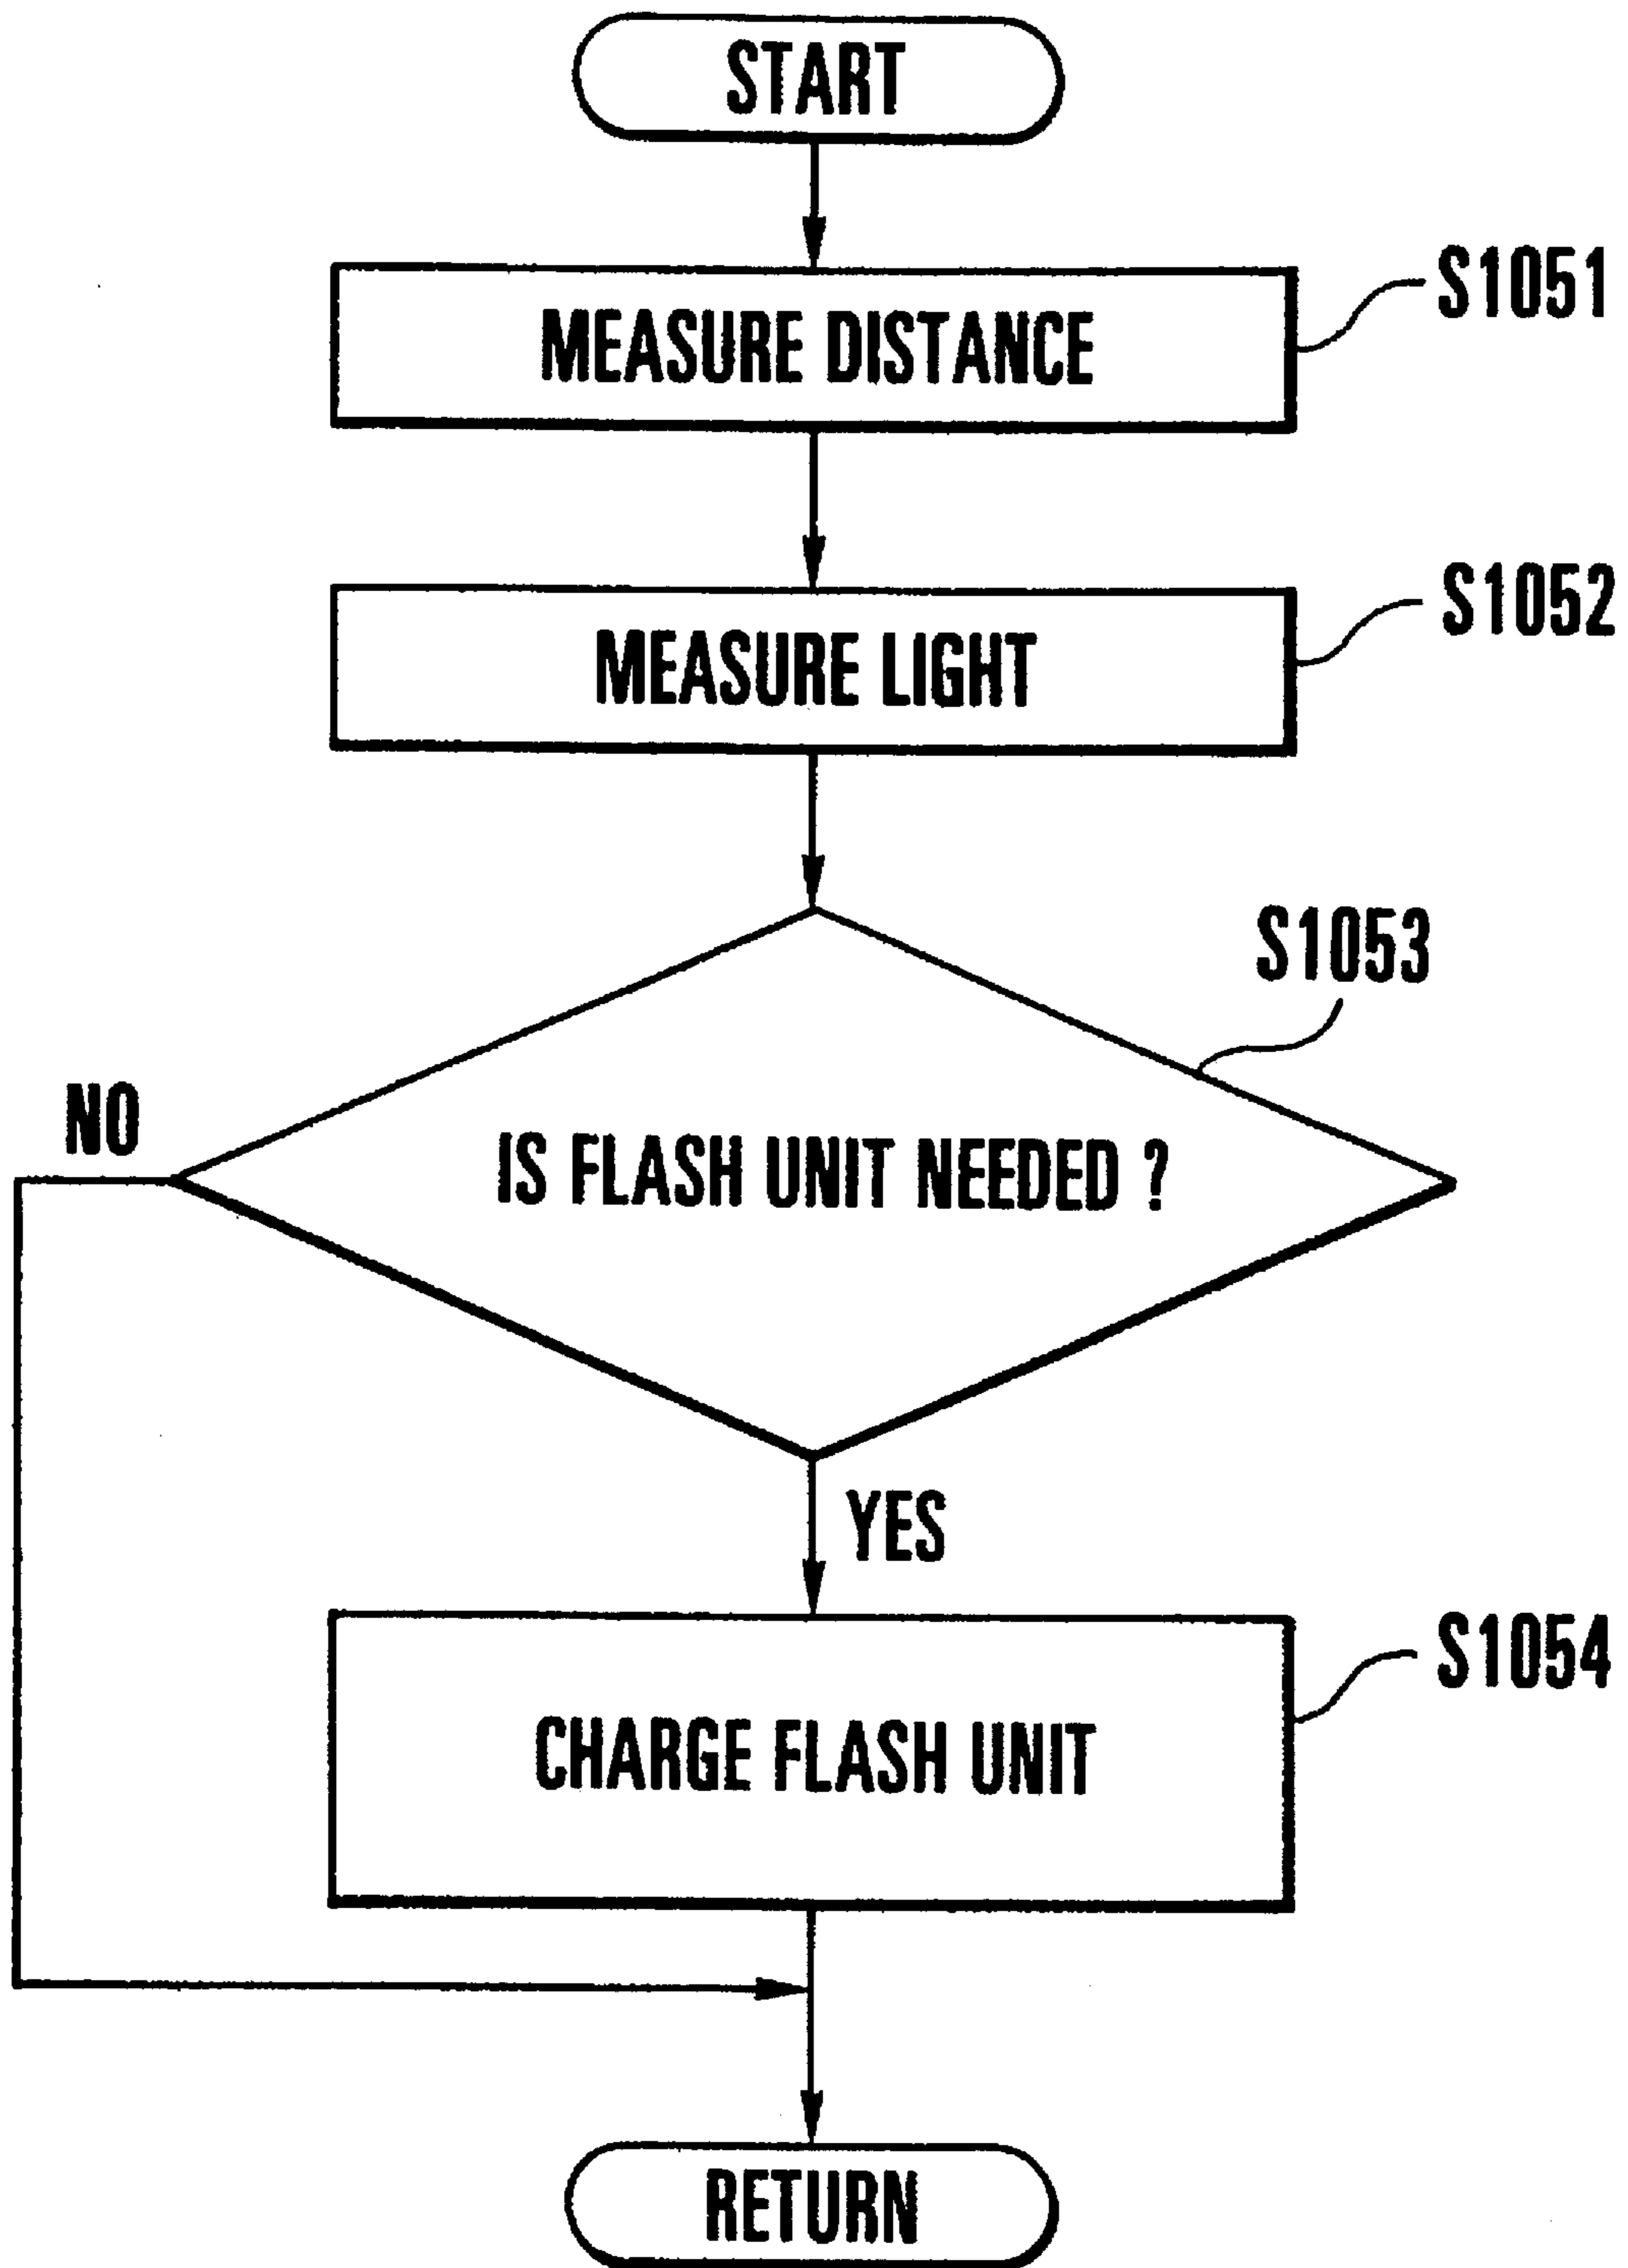 START
MEASURE DISTANCE
S1051
MEASURE LIGHT
S1052
S1053
NO
IS FLASH UNIT NEEDED ?
YES
CHARGE FLASH UNIT
S1054
RETURN